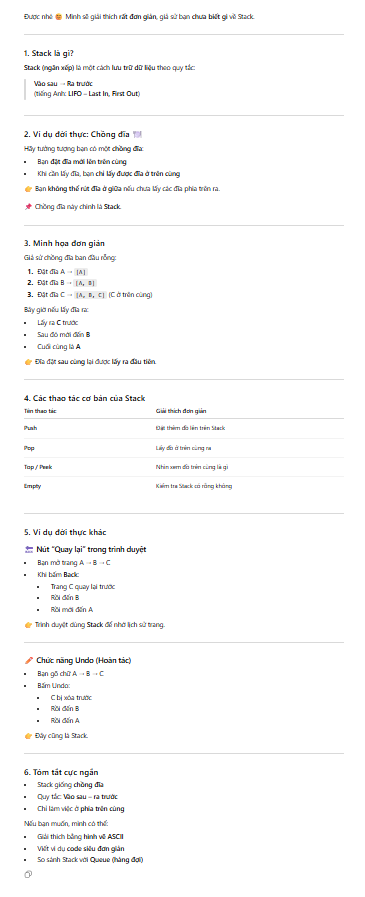 Được nhé 😄 Mình sẽ giải thích rất đơn giản, giả sử bạn chưa biết gì về Stack.
1. Stack là gì?
Stack (ngăn xếp) là một cách lưu trữ dữ liệu theo quy tắc:
Vào sau → Ra trước
(tiếng Anh: LIFO – Last In, First Out)
2. Ví dụ đời thực: Chồng đĩa 🍽️
Hãy tưởng tượng bạn có một chồng đĩa:
• Bạn đặt đĩa mới lên trên cùng
• Khi cần lấy đĩa, bạn chỉ lấy được đĩa ở trên cùng
👉 Bạn không thể rút đĩa ở giữa nếu chưa lấy các đĩa phía trên ra.
📌 Chồng đĩa này chính là Stack.
3. Minh họa đơn giản
Giả sử chồng đĩa ban đầu rỗng:
1. Đặt đĩa A → [A]
2. Đặt đĩa B → [A, B]
3. Đặt đĩa C → [A, B, C] (C ở trên cùng)
Bây giờ nếu lấy đĩa ra:
• Lấy ra C trước
• Sau đó mới đến B
• Cuối cùng là A
👉 Đĩa đặt sau cùng lại được lấy ra đầu tiên.
4. Các thao tác cơ bản của Stack
Tên thao tác Giải thích đơn giản
Push Đặt thêm đồ lên trên Stack
Pop Lấy đồ ở trên cùng ra
Top / Peek Nhìn xem đồ trên cùng là gì
Empty Kiểm tra Stack có rỗng không
5. Ví dụ đời thực khác
🔙 Nút "Quay lại" trong trình duyệt
• Bạn mở trang A → B → C
• Khi bấm Back:
• Trang C quay lại trước
• Rồi đến B
• Rồi mới đến A
👉 Trình duyệt dùng Stack để nhớ lịch sử trang.
🖍️ Chức năng Undo (Hoàn tác)
• Bạn gõ chữ A → B → C
• Bấm Undo:
• C bị xóa trước
• Rồi đến B
• Rồi đến A
👉 Đây cũng là Stack.
6. Tóm tắt cực ngắn
• Stack giống chồng đĩa
• Quy tắc: Vào sau – ra trước
• Chỉ làm việc ở phía trên cùng
Nếu bạn muốn, mình có thể:
• Giải thích bằng hình vẽ ASCII
• Viết ví dụ code siêu đơn giản
• So sánh Stack với Queue (hàng đợi)